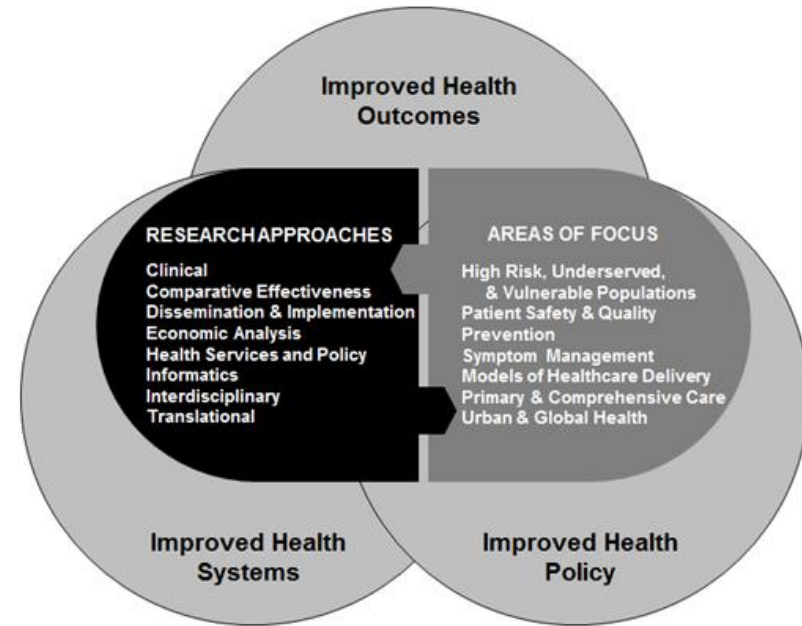 Improved Health
Outcomes
RESEARCH APPROACHES
Clinical
Comparative Effectiveness
Dissemination & Implementation
Economic Analysis
Health Services and Policy
Informatics
Interdisciplinary
Translational
AREAS OF FOCUS
High Risk, Underserved,
& Vulnerable Populations
Patient Safety & Quality
Prevention
Symptom Management
Models of Healthcare Delivery
Primary & Comprehensive Care
Urban & Global Health
Improved Health
Systems
Improved Health
Policy